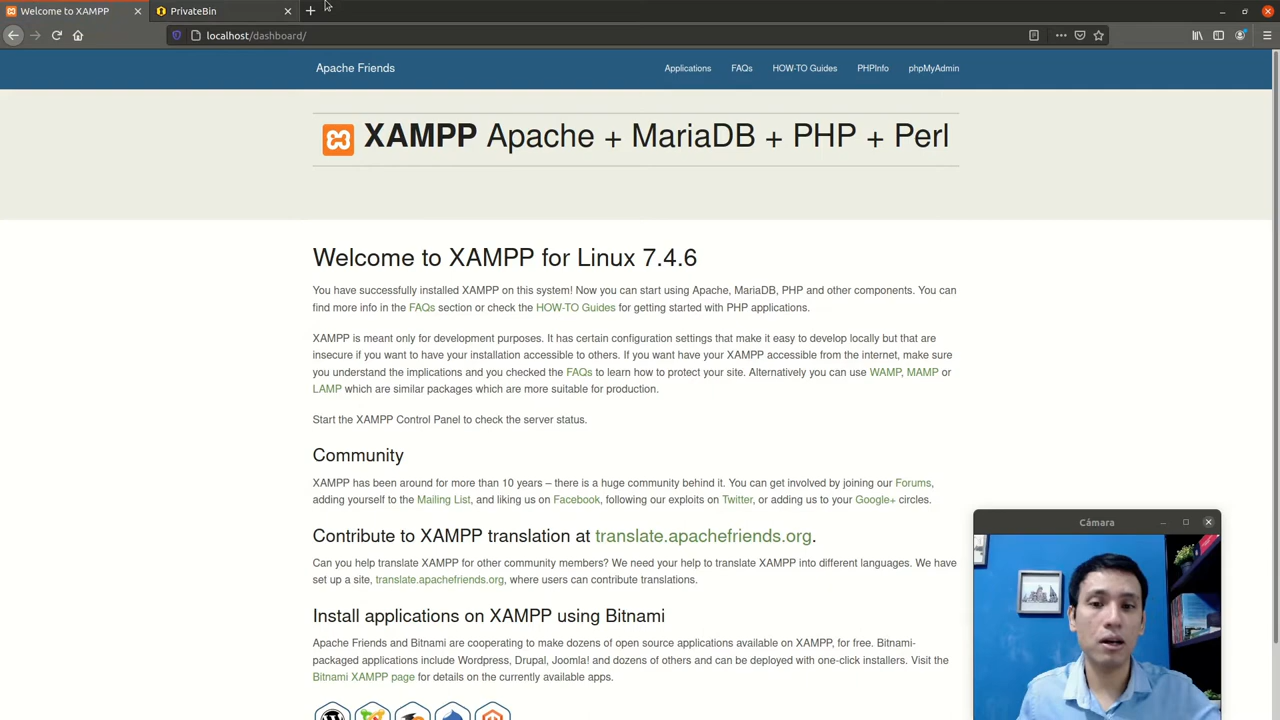 Welcome to XAMPP
PrivateBin
localhost/dashboard/
Apache Friends
Applications
FAQs
HOW-TO Guides
PHPInfo
phpMyAdmin
XAMPP Apache + MariaDB + PHP + Perl
Welcome to XAMPP for Linux 7.4.6
You have successfully installed XAMPP on this system! Now you can start using Apache, MariaDB, PHP and other components. You can
find more info in the FAQs section or check the HOW-TO Guides for getting started with PHP applications.
XAMPP is meant only for development purposes. It has certain configuration settings that make it easy to develop locally but that are
insecure if you want to have your installation accessible to others. If you want have your XAMPP accessible from the internet, make sure
you understand the implications and you checked the FAQs to learn how to protect your site. Alternatively you can use WAMP, MAMP or
LAMP which are similar packages which are more suitable for production.
Start the XAMPP Control Panel to check the server status.
Community
XAMPP has been around for more than 10 years – there is a huge community behind it. You can get involved by joining our Forums,
adding yourself to the Mailing List, and liking us on Facebook, following our exploits on Twitter, or adding us to your Google+ circles.
Contribute to XAMPP translation at translate.apachefriends.org.
Can you help translate XAMPP for other community members? We need your help to translate XAMPP into different languages. We have
set up a site, translate.apachefriends.org, where users can contribute translations.
Install applications on XAMPP using Bitnami
Apache Friends and Bitnami are cooperating to make dozens of open source applications available on XAMPP, for free. Bitnami-
packaged applications include Wordpress, Drupal, Joomla! and dozens of others and can be deployed with one-click installers. Visit the
Bitnami XAMPP page for details on the currently available apps.
Cámara